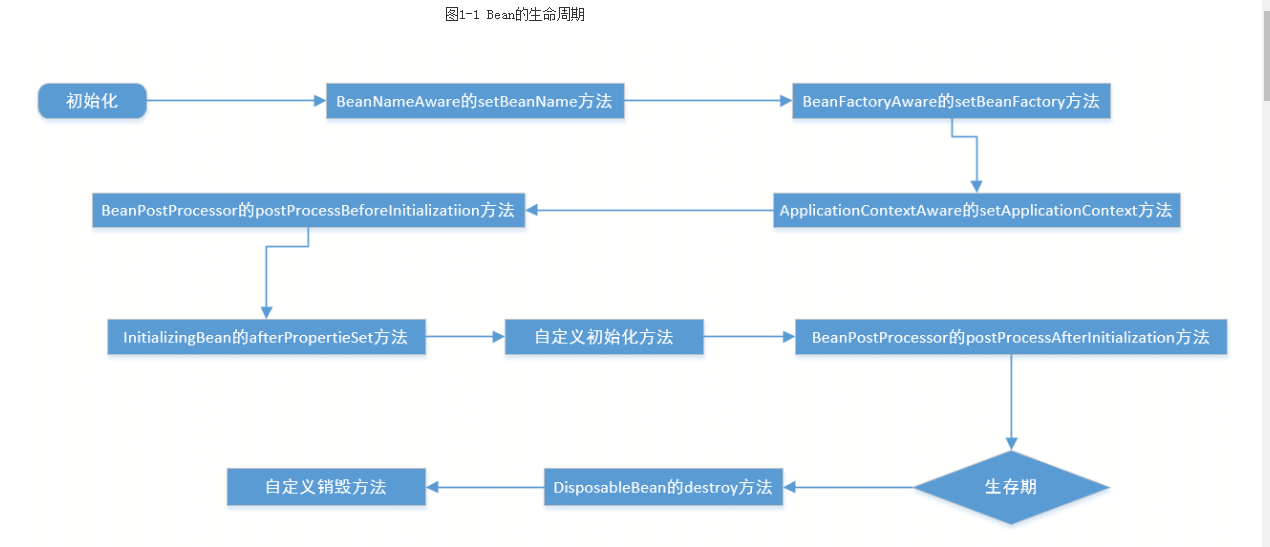 图1-1 Bean的生命周期
初始化
BeanNameAware的setBeanName方法
BeanFactoryAware的setBeanFactory方法
ApplicationContextAware的setApplicationContext方法
BeanPostProcessor的postProcessBeforeInitializatiion方法
InitializingBean的afterPropertieSet方法
自定义初始化方法
BeanPostProcessor的postProcessAfterInitialization方法
生存期
DisposableBean的destroy方法
自定义销毁方法